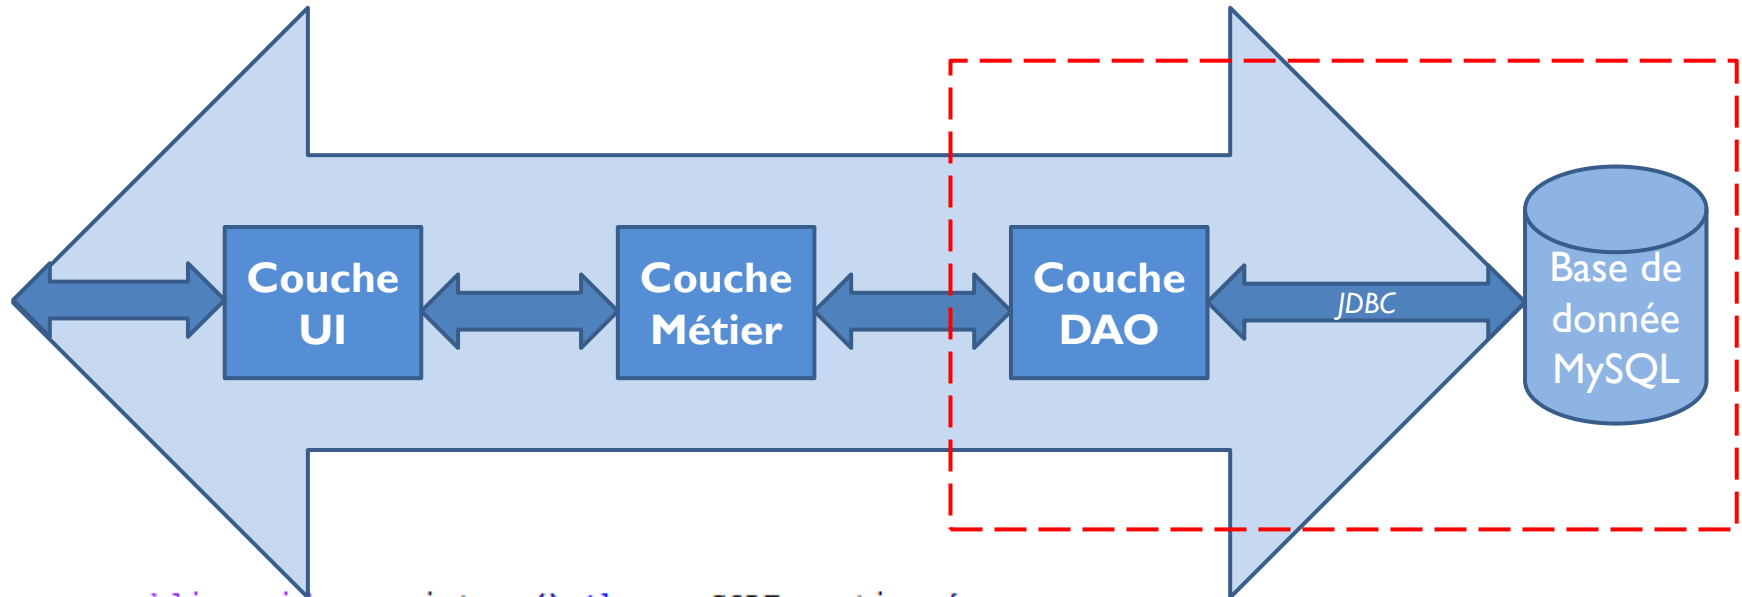 Couche
UI
Couche
Métier
Couche
DAO
JDBC
Base de
donnée
MySQL